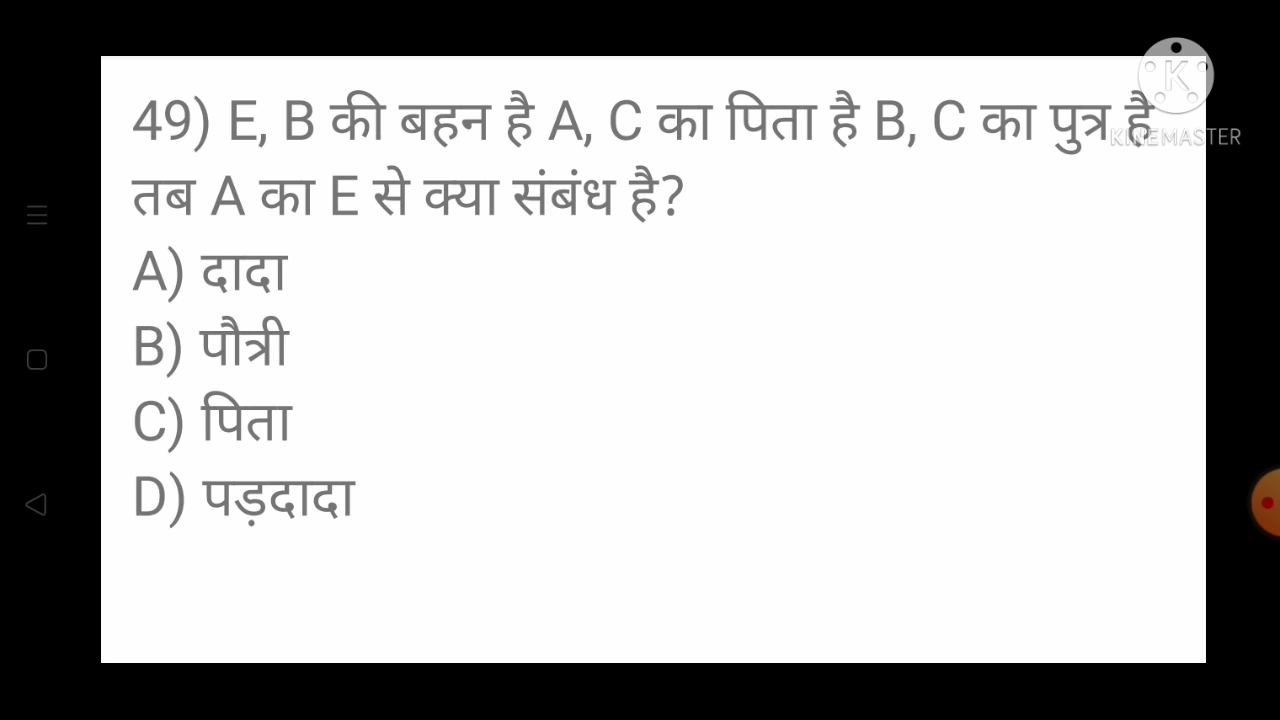 49) E, B की बहन है A, C का पिता है B, C का पुत्र है
तब A का E से क्या संबंध है?
A) दादा
B) पौत्री
C) पिता
D) पड़दादा
K
KINEMASTER